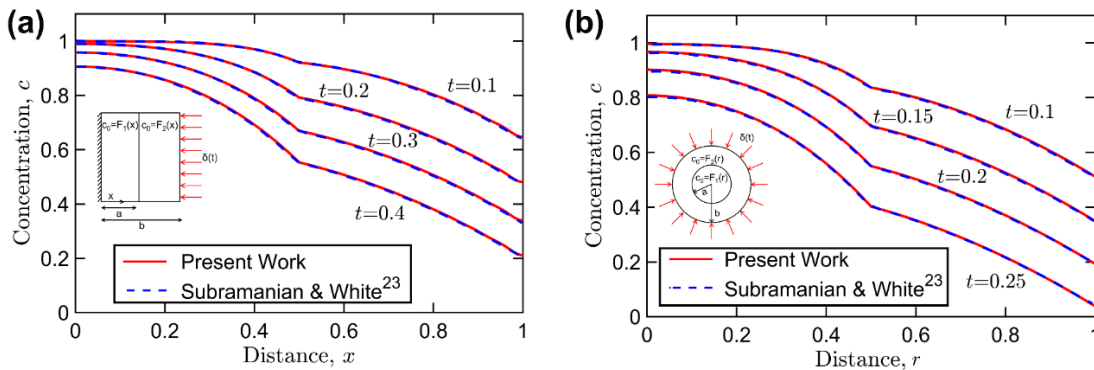 (a)
Concentration, c
1
0.8
0.6
0.4
0.2
0
c₀=F₁(x) c₀=F₂(x)
δ(t)
x
a
b
t=0.1
t=0.2
t=0.3
t=0.4
Present Work
Subramanian & White²³
0 0.2 0.4 0.6 0.8 1
Distance, x
(b)
Concentration, c
1
0.8
0.6
0.4
0.2
0
δ(t)
c₀=F₂(r)
c₀=F₁(r)
a
b
t=0.1
t=0.15
t=0.2
t=0.25
Present Work
Subramanian & White²³
0 0.2 0.4 0.6 0.8 1
Distance, r